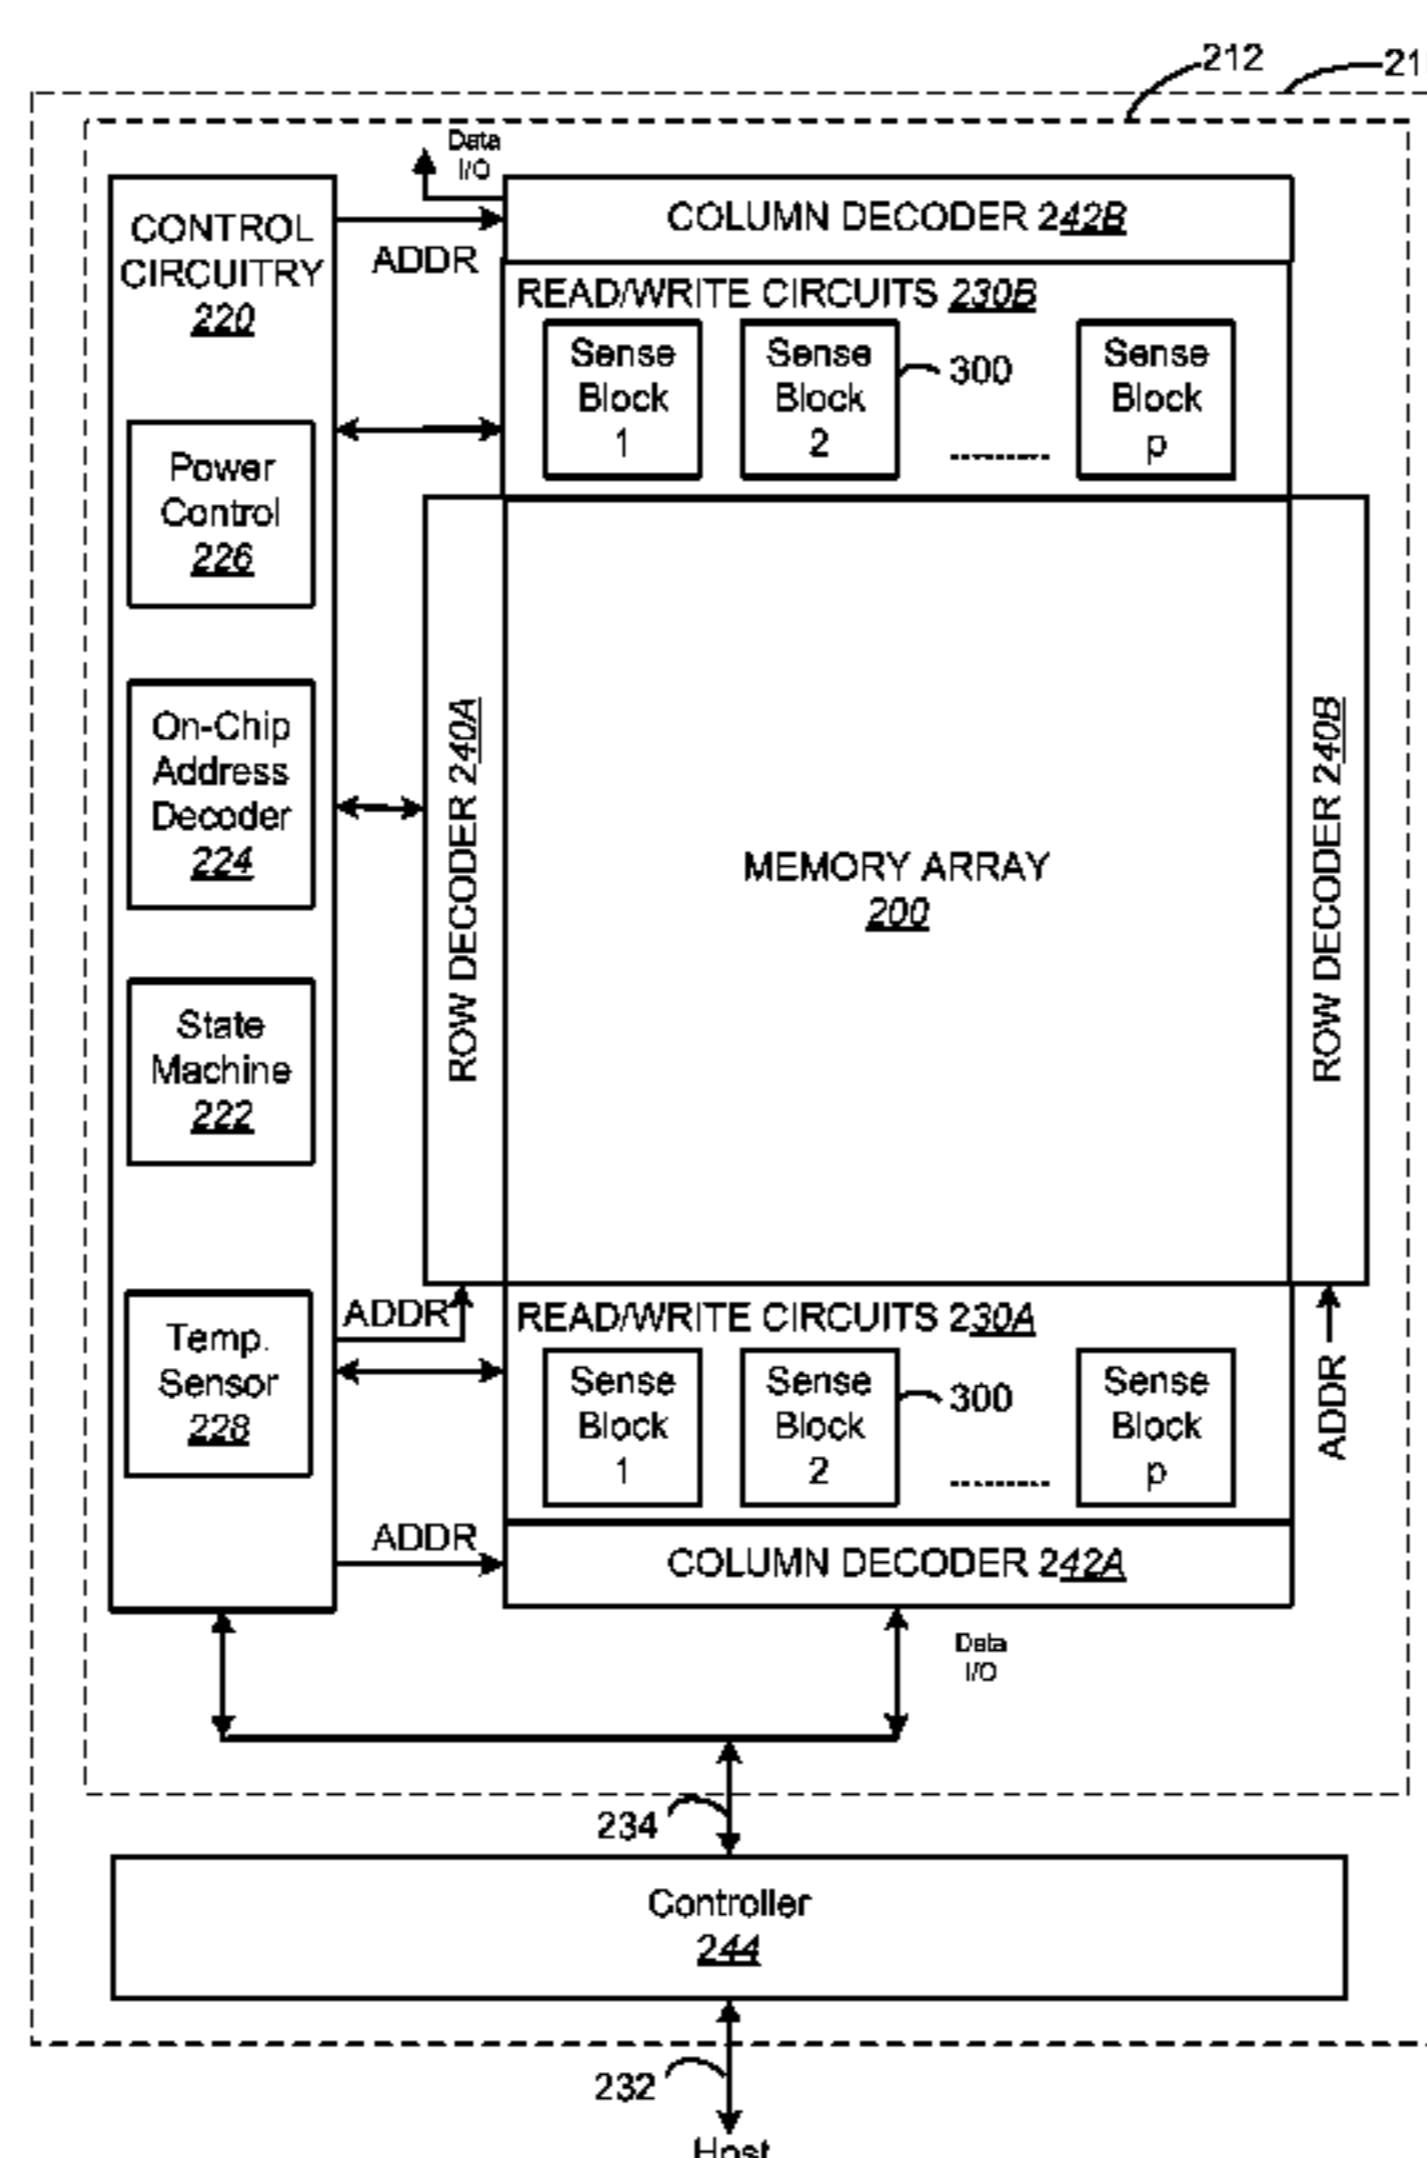 212
21
Data
I/O
CONTROL
CIRCUITRY
220
ADDR
COLUMN DECODER 242B
READ/WRITE CIRCUITS 230B
Sense
Block
1
Sense
Block
2
300
.........
Sense
Block
p
Power
Control
226
On-Chip
Address
Decoder
224
State
Machine
222
Temp.
Sensor
228
ROW DECODER 240A
MEMORY ARRAY
200
ROW DECODER 240B
ADDR
READ/WRITE CIRCUITS 230A
Sense
Block
1
Sense
Block
2
300
.........
Sense
Block
p
ADDR
ADDR
COLUMN DECODER 242A
Data
I/O
234
Controller
244
232
Host